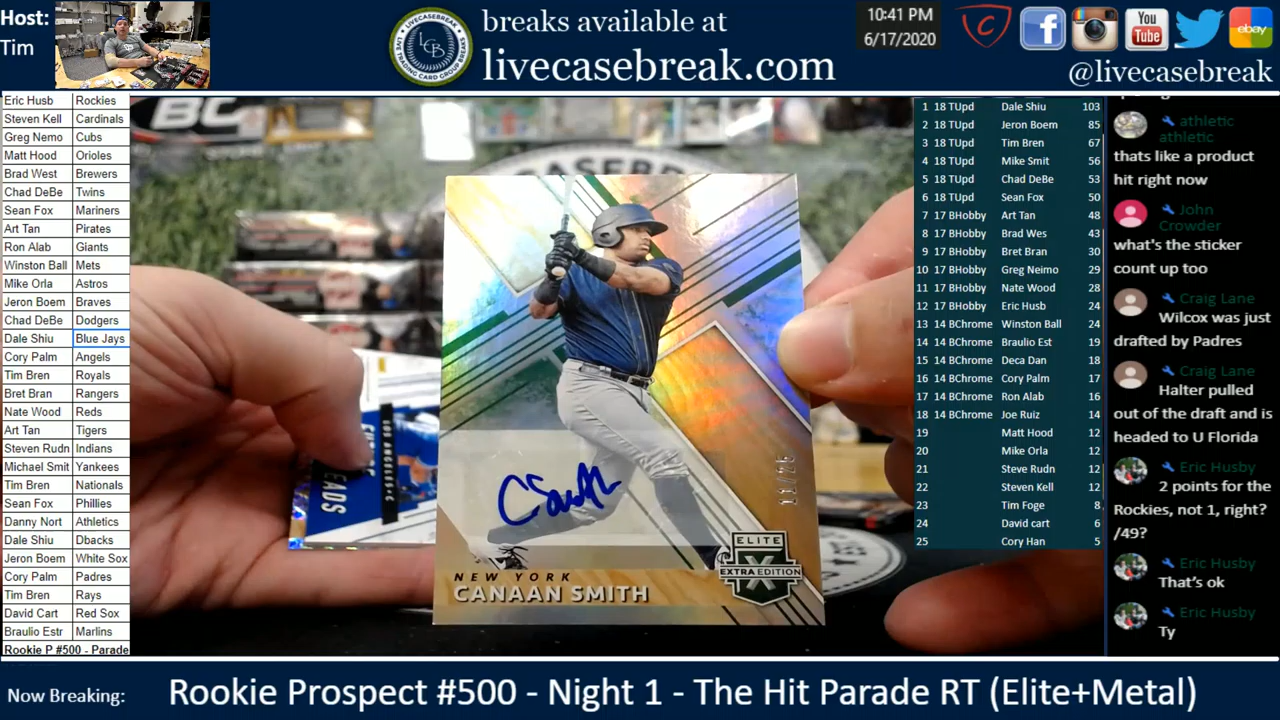 Host:
Tim
LCB
LIVECASEBREAK
breaks available at
livecasebreak.com
10:41 PM
6/17/2020
You
Tube
ebay
@livecasebreak
Eric Husb Rockies
Steven Kell Cardinals
Greg Nemo Cubs
Matt Hood Orioles
Brad West Brewers
Chad DeBe Twins
Sean Fox Mariners
Art Tan Pirates
Ron Alab Giants
Winston Ball Mets
Mike Orla Astros
Jeron Boem Braves
Chad DeBe Dodgers
Dale Shiu Blue Jays
Cory Palm Angels
Tim Bren Royals
Bret Bran Rangers
Nate Wood Reds
Art Tan Tigers
Steven Rudn Indians
Michael Smit Yankees
Tim Bren Nationals
Sean Fox Phillies
Danny Nort Athletics
Dale Shiu Dbacks
Jeron Boem White Sox
Cory Palm Padres
Tim Bren Rays
David Cart Red Sox
Braulio Estr Marlins
Rookie P #500 - Parade
BC
CASEBR
LOS ANGELES
EADS
11/25
ELITE
EXTRA EDITION
NEW YORK
CANAAN SMITH
1 18 TUpd Dale Shiu 103
2 18 TUpd Jeron Boem 85
3 18 TUpd Tim Bren 67
4 18 TUpd Mike Smit 56
5 18 TUpd Chad DeBe 53
6 18 TUpd Sean Fox 50
7 17 BHobby Art Tan 48
8 17 BHobby Brad Wes 43
9 17 BHobby Bret Bran 30
10 17 BHobby Greg Neimo 29
11 17 BHobby Nate Wood 28
12 17 BHobby Eric Husb 24
13 14 BChrome Winston Ball 24
14 14 BChrome Braulio Est 19
15 14 BChrome Deca Dan 18
16 14 BChrome Cory Palm 17
17 14 BChrome Ron Alab 16
18 14 BChrome Joe Ruiz 14
19 Matt Hood 12
20 Mike Orla 12
21 Steve Rudn 12
22 Steven Kell 12
23 Tim Foge 8
24 David cart 6
25 Cory Han 5
athletic
athletic
thats like a product
hit right now
John
Crowder
what's the sticker
count up too
Craig Lane
Wilcox was just
drafted by Padres
Craig Lane
Halter pulled
out of the draft and is
headed to U Florida
Eric Husby
2 points for the
Rockies, not 1, right?
/49?
Eric Husby
That's ok
Eric Husby
Ty
Now Breaking:
Rookie Prospect #500 - Night 1 - The Hit Parade RT (Elite+Metal)